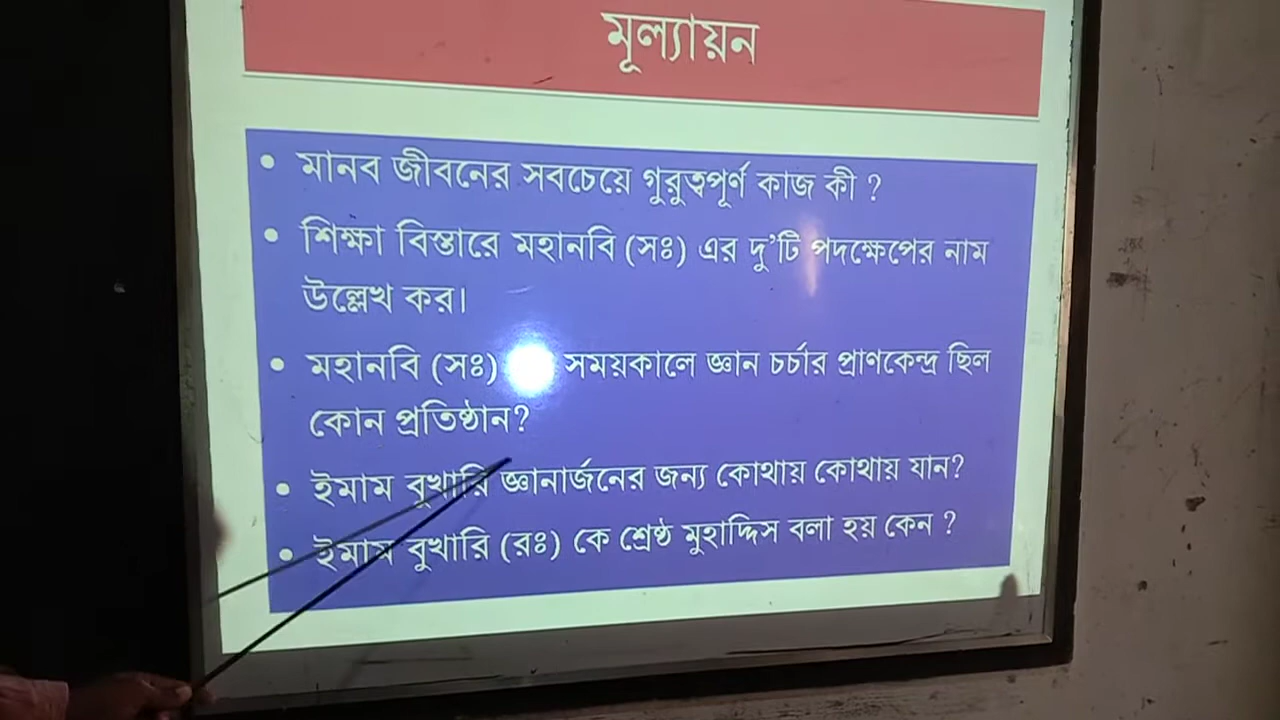 মূল্যায়ন
• মানব জীবনের সবচেয়ে গুরুত্বপূর্ণ কাজ কী ?
• শিক্ষা বিস্তারে মহানবি (সঃ) এর দু'টি পদক্ষেপের নাম
উল্লেখ কর।
• মহানবি (সঃ) সময়কালে জ্ঞান চর্চার প্রাণকেন্দ্র ছিল
কোন প্রতিষ্ঠান?
• ইমাম বুখারি জ্ঞানার্জনের জন্য কোথায় কোথায় যান?
• ইমাম বুখারি (রঃ) কে শ্রেষ্ঠ মুহাদ্দিস বলা হয় কেন ?